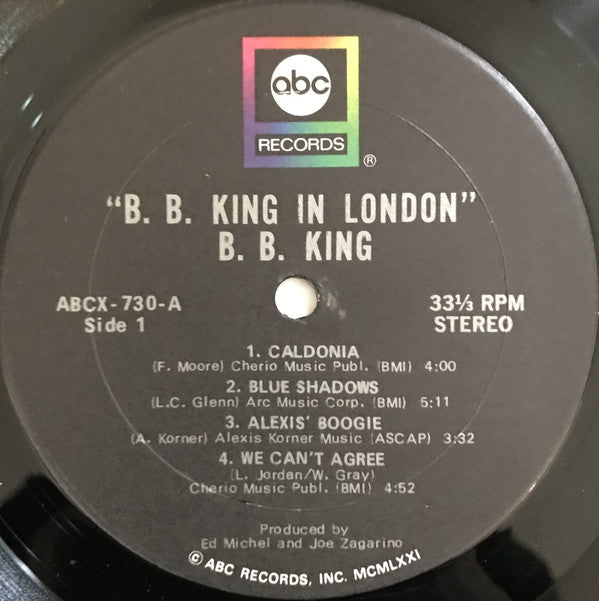 abc
RECORDS
®
"B. B. KING IN LONDON"
B. B. KING
ABCX-730-A
Side 1
33⅓ RPM
STEREO
1. CALDONIA
(F. Moore) Cherio Music Publ. (BMI) 4:00
2. BLUE SHADOWS
(L.C. Glenn) Arc Music Corp. (BMI) 5:11
3. ALEXIS' BOOGIE
(A. Korner) Alexis Korner Music (ASCAP) 3:32
4. WE CAN'T AGREE
(L. Jorden/W. Gray)
Cherio Music Publ. (BMI) 4:52
Produced by
Ed Michel and Joe Zagarino
© ABC RECORDS, INC. MCMLXXI